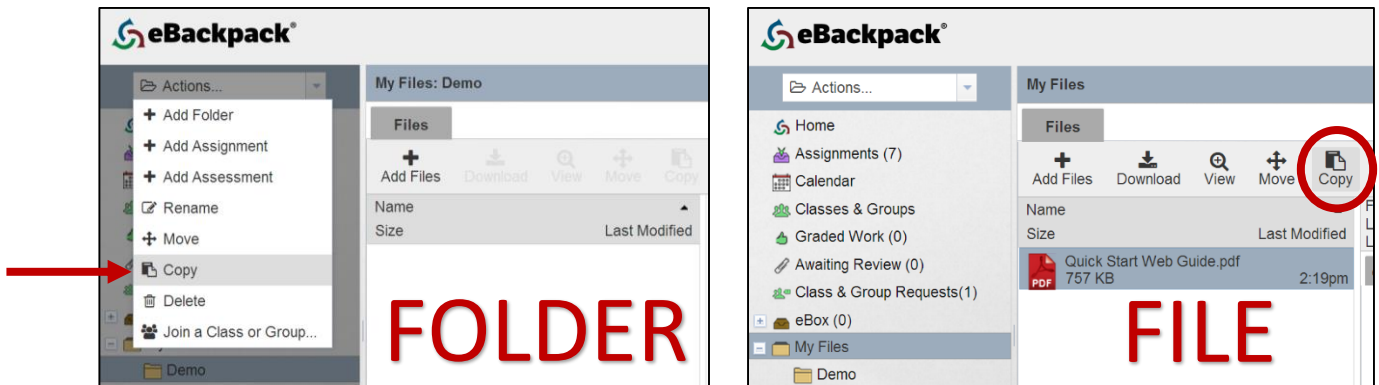 eBackpack®
Actions...
Add Folder
Add Assignment
Add Assessment
Rename
Move
Copy
Delete
Join a Class or Group...
Demo
My Files: Demo
Files
Add Files Download View Move Copy
Name
Size Last Modified
FOLDER
eBackpack®
Actions...
Home
Assignments (7)
Calendar
Classes & Groups
Graded Work (0)
Awaiting Review (0)
Class & Group Requests(1)
eBox (0)
My Files
Demo
My Files
Files
Add Files Download View Move Copy
Name
Size Last Modified
PDF
Quick Start Web Guide.pdf
757 KB 2:19pm
FILE